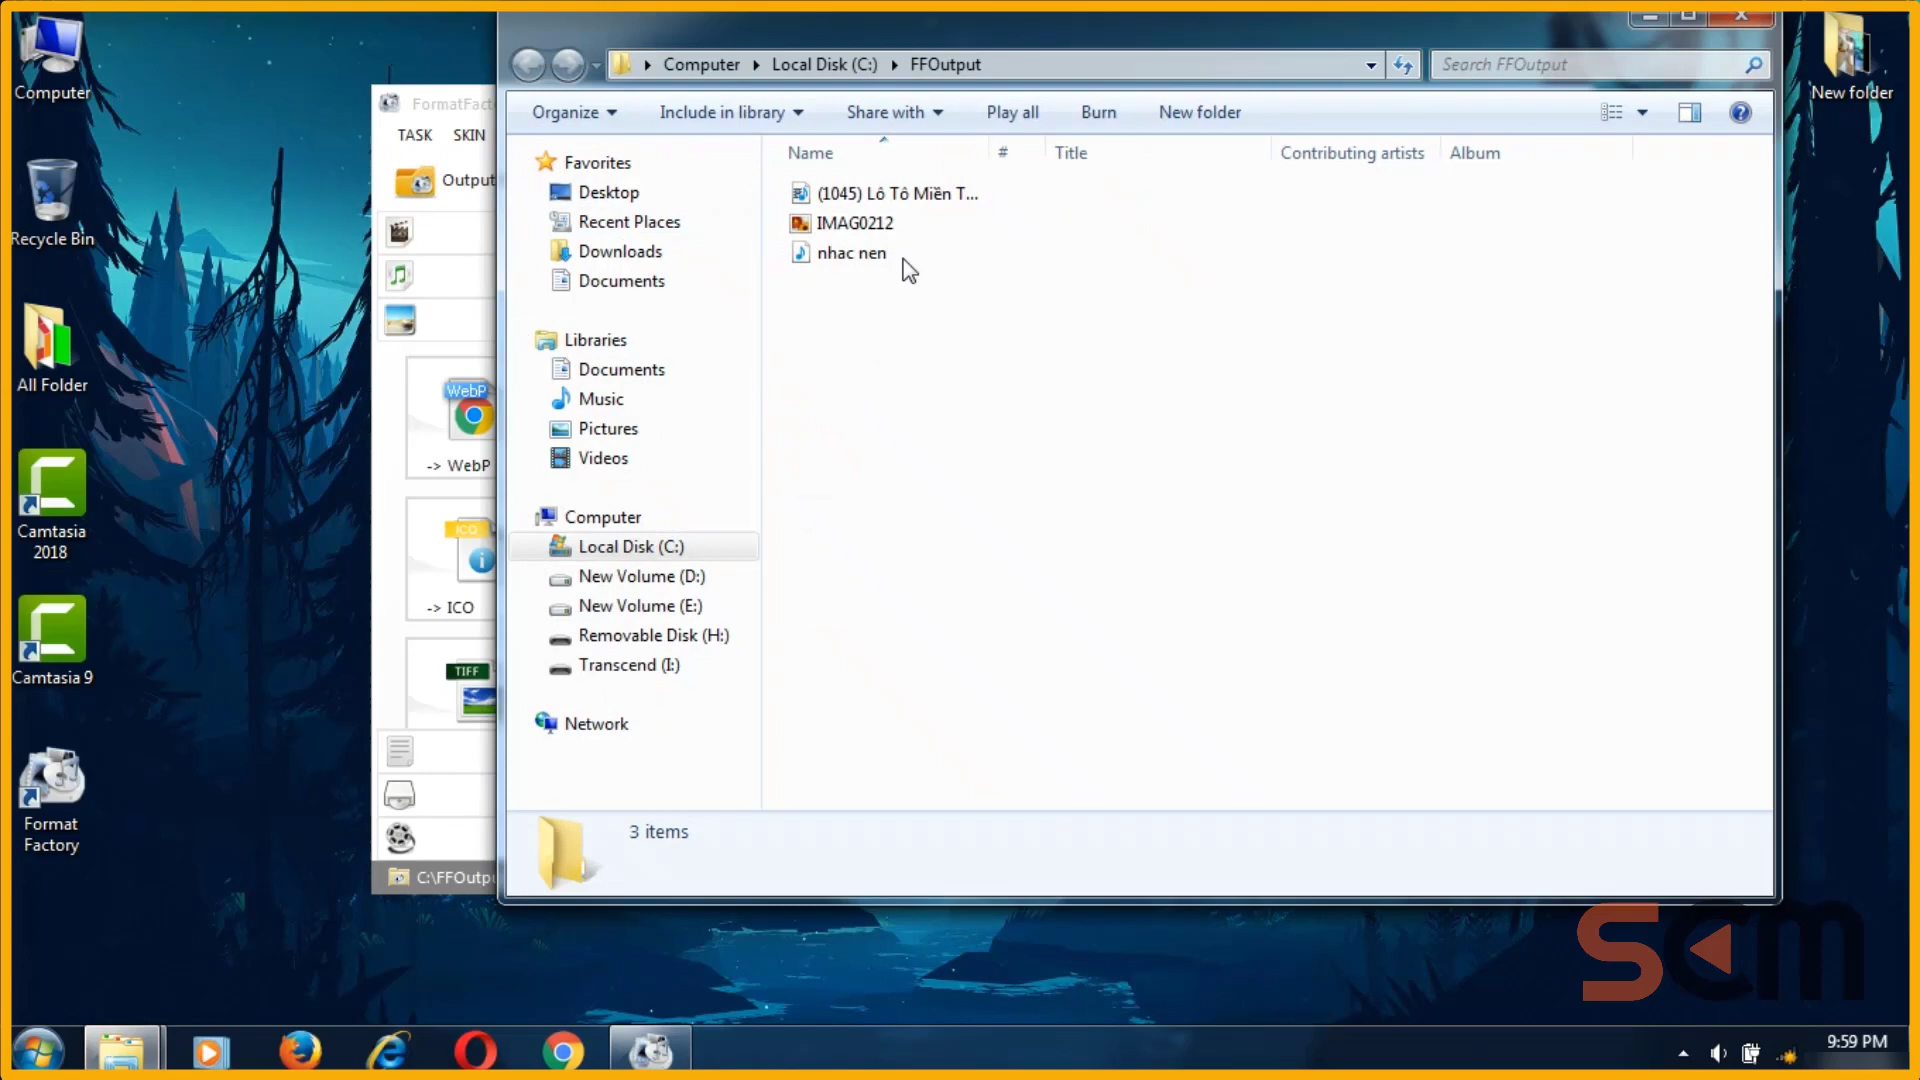 Computer
Recycle Bin
All Folder
Camtasia
2018
Camtasia 9
Format
Factory
New folder
FormatFac
TASK SKIN
Output
WebP
-> WebP
ICO
-> ICO
TIFF
C:\FFOutpu
Computer Local Disk (C:) FFOutput
Search FFOutput
Organize Include in library Share with Play all Burn New folder
Name # Title Contributing artists Album
(1045) Lô Tô Miền T...
IMAG0212
nhac nen
Favorites
Desktop
Recent Places
Downloads
Documents
Libraries
Documents
Music
Pictures
Videos
Computer
Local Disk (C:)
New Volume (D:)
New Volume (E:)
Removable Disk (H:)
Transcend (I:)
Network
3 items
scm
9:59 PM